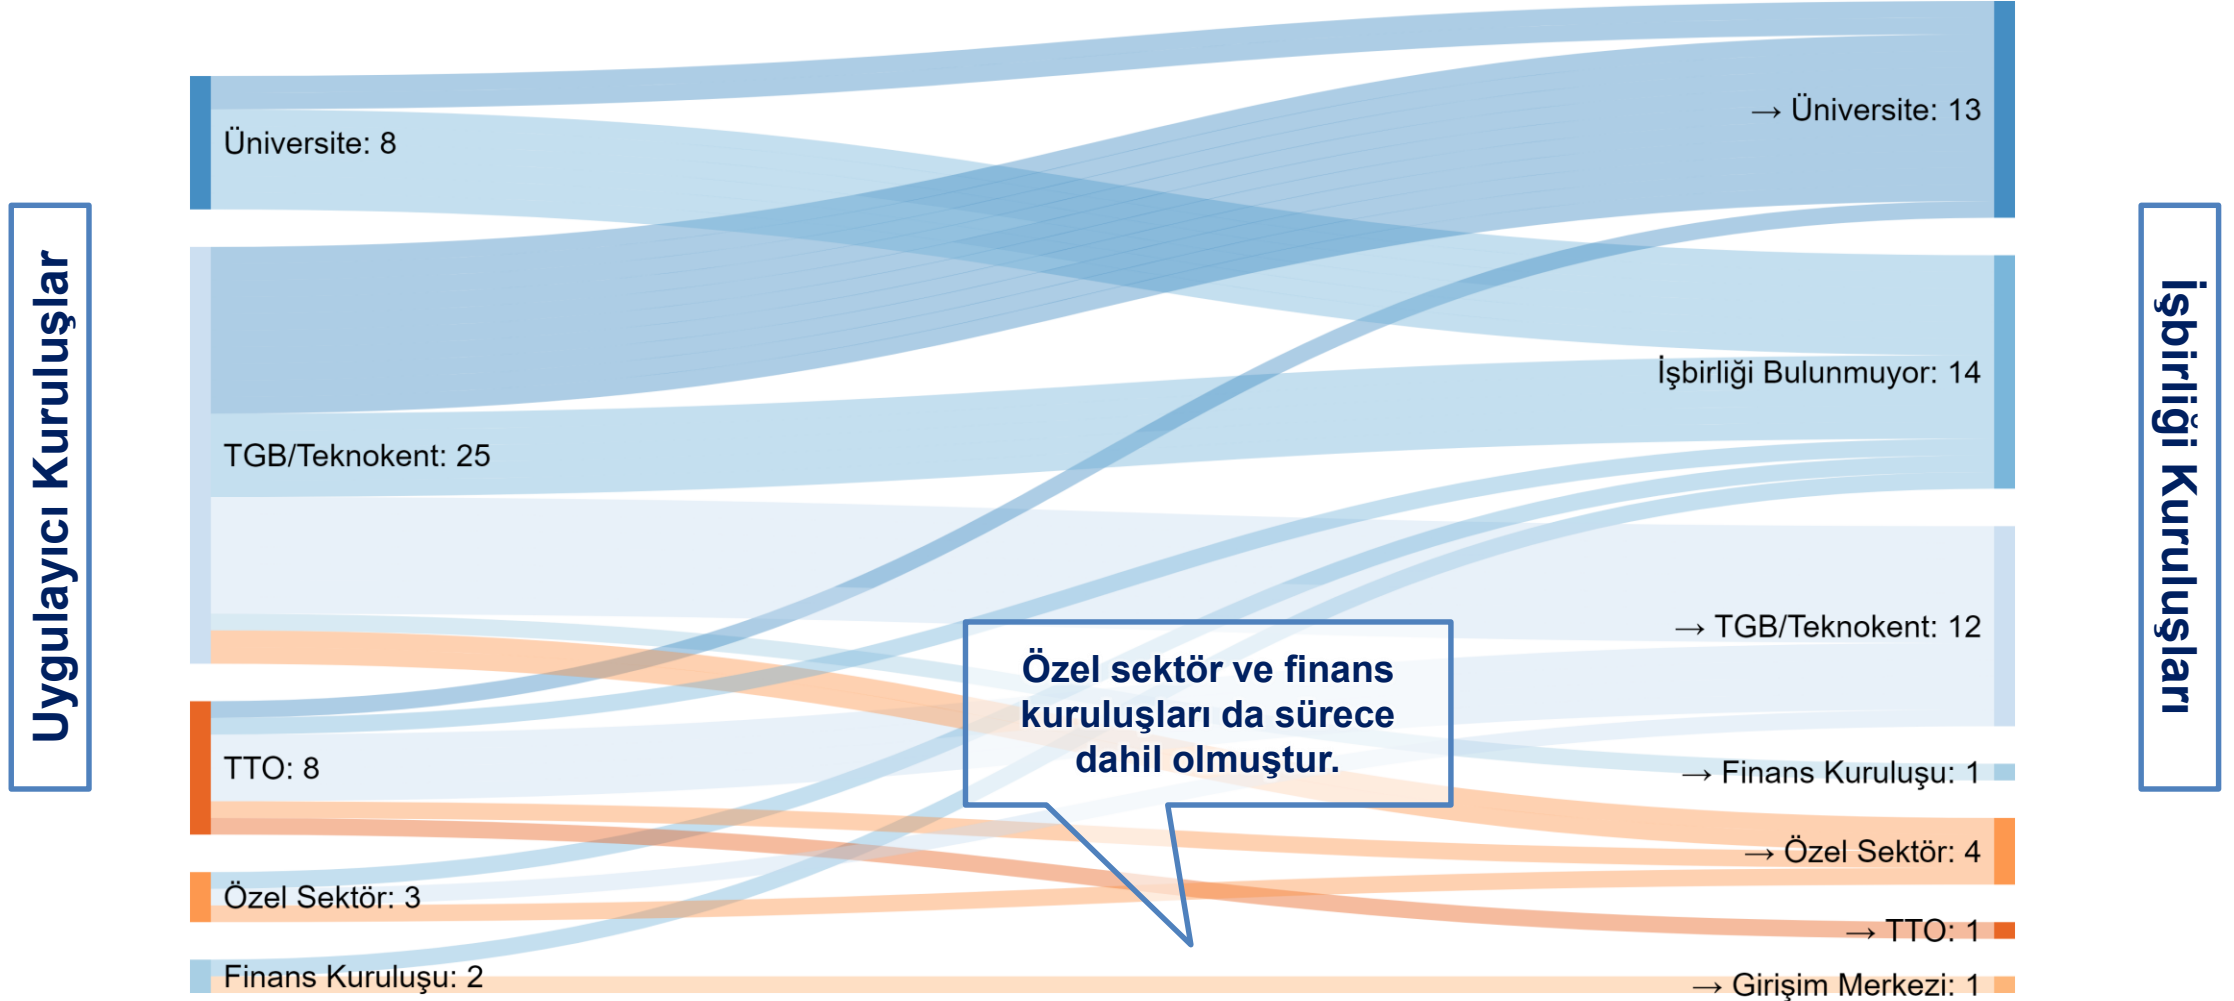 Uygulayıcı Kuruluşlar
Üniversite: 8
TGB/Teknokent: 25
TTO: 8
Özel Sektör: 3
Finans Kuruluşu: 2
Özel sektör ve finans
kuruluşları da sürece
dahil olmuştur.
→ Üniversite: 13
İşbirliği Bulunmuyor: 14
→ TGB/Teknokent: 12
→ Finans Kuruluşu: 1
→ Özel Sektör: 4
→ TTO: 1
→ Girişim Merkezi: 1
İşbirliği Kuruluşları